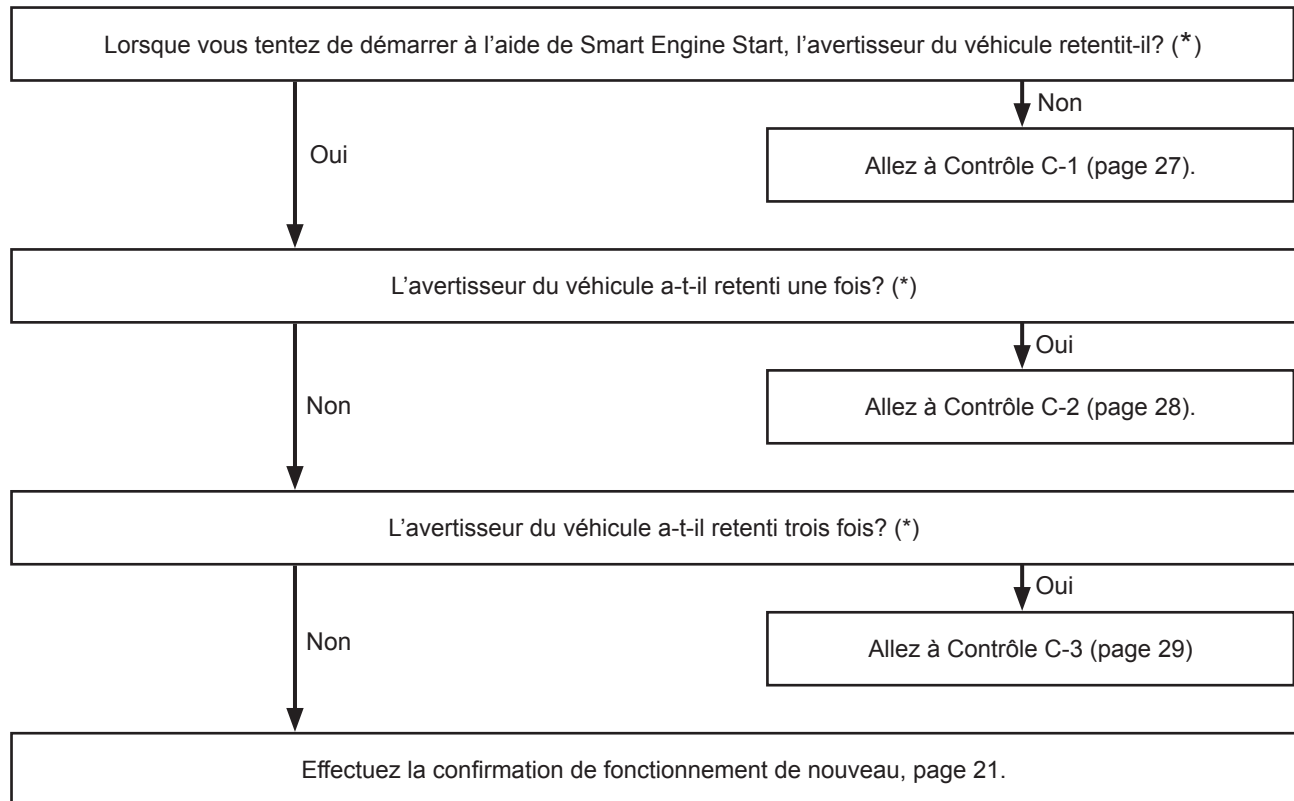 Lorsque vous tentez de démarrer à l’aide de Smart Engine Start, l’avertisseur du véhicule retentit-il? (*)
Non
Oui
Allez à Contrôle C-1 (page 27).
L’avertisseur du véhicule a-t-il retenti une fois? (*)
Oui
Non
Allez à Contrôle C-2 (page 28).
L’avertisseur du véhicule a-t-il retenti trois fois? (*)
Oui
Non
Allez à Contrôle C-3 (page 29)
Effectuez la confirmation de fonctionnement de nouveau, page 21.